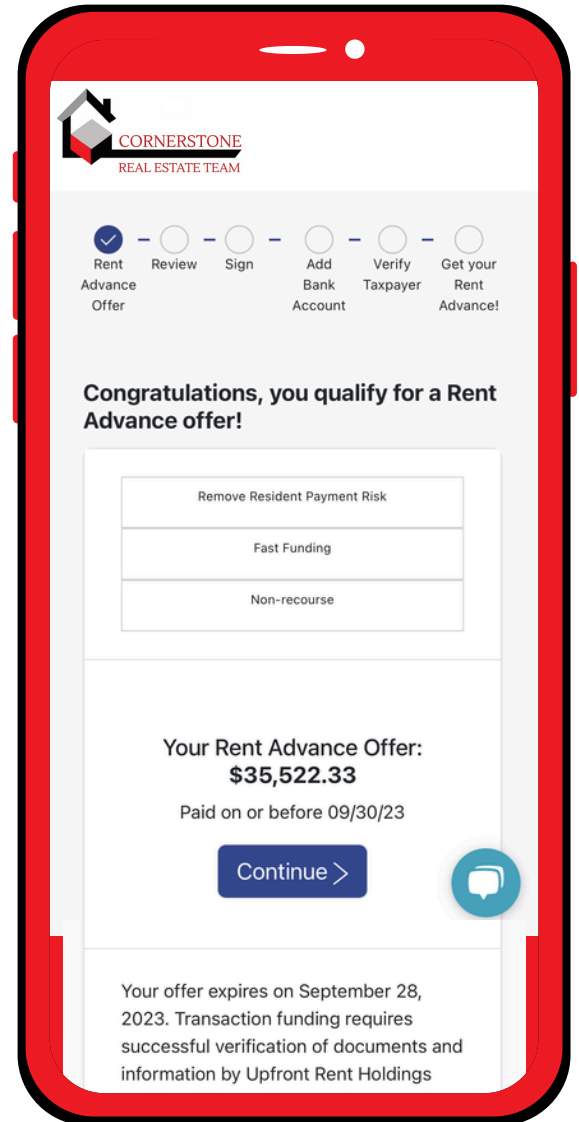 CORNERSTONE
REAL ESTATE TEAM
Rent Advance Offer
Review
Sign
Add Bank Account
Verify Taxpayer
Get your Rent Advance!
Congratulations, you qualify for a Rent
Advance offer!
Remove Resident Payment Risk
Fast Funding
Non-recourse
Your Rent Advance Offer:
$35,522.33
Paid on or before 09/30/23
Continue >
Your offer expires on September 28,
2023. Transaction funding requires
successful verification of documents and
information by Upfront Rent Holdings